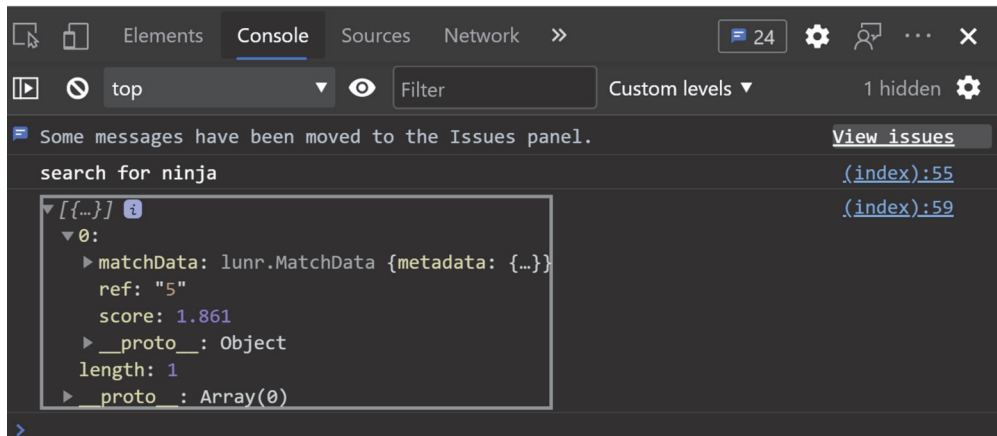 Elements Console Sources Network » 24 ··· ×
top ▼ Filter Custom levels ▼ 1 hidden
Some messages have been moved to the Issues panel. View issues
search for ninja (index):55
▼[{…}] i (index):59
▼0:
▶matchData: lunr.MatchData {metadata: {…}}
ref: "5"
score: 1.861
▶__proto__: Object
length: 1
▶__proto__: Array(0)
>